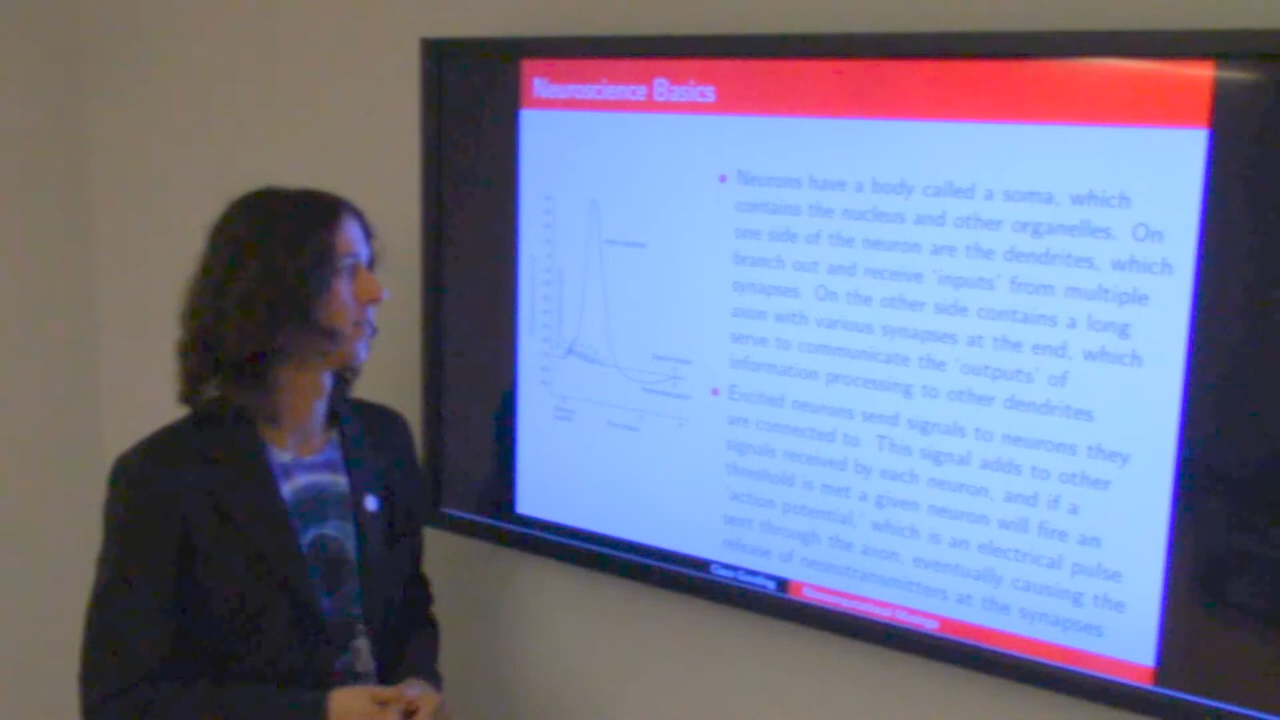 Neuroscience Basics
Neurons have a body called a soma, which
contains the nucleus and other organelles. On
one side of the neuron are the dendrites, which
branch out and receive 'inputs' from multiple
synapses. On the other side contains a long
axon with various synapses at the end, which
serve to communicate the 'outputs' of
information processing to other dendrites
Excited neurons send signals to neurons they
are connected to. This signal adds to other
signals received by each neuron, and if a
threshold is met a given neuron will fire an
'action potential,' which is an electrical pulse
sent through the axon, eventually causing the
release of neurotransmitters at the synapses